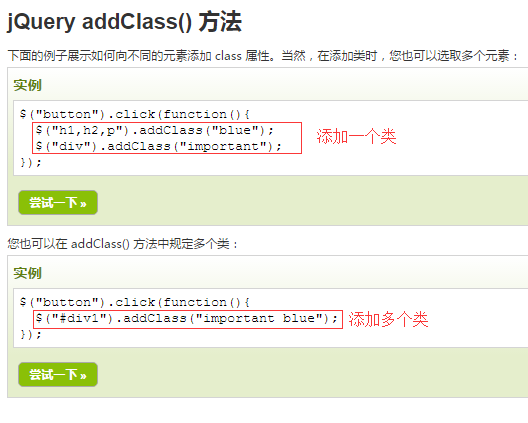 jQuery addClass() 方法
下面的例子展示如何向不同的元素添加 class 属性。当然，在添加类时，您也可以选取多个元素：
实例
$("button").click(function(){
$("h1,h2,p").addClass("blue");
$("div").addClass("important");
});
添加一个类
尝试一下 »
您也可以在 addClass() 方法中规定多个类：
实例
$("button").click(function(){
$("#div1").addClass("important blue");
});
添加多个类
尝试一下 »